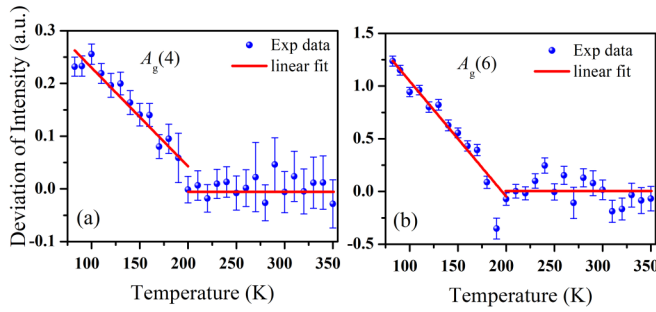 Deviation of Intensity (a.u.)
0.3
0.2
0.1
0.0
-0.1
Ag(4)
Exp data
linear fit
(a)
100 150 200 250 300 350
Temperature (K)
1.5
1.0
0.5
0.0
-0.5
Ag(6)
Exp data
linear fit
(b)
100 150 200 250 300 350
Temperature (K)